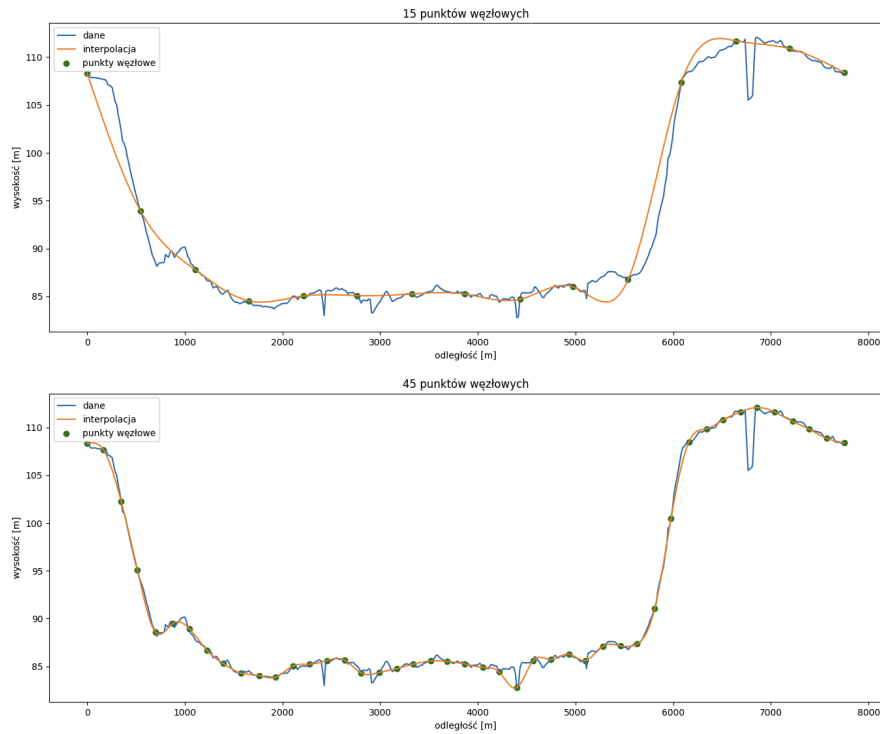 15 punktów węzłowych
dane
interpolacja
punkty węzłowe
wysokość [m]
110
105
100
95
90
85
0 1000 2000 3000 4000 5000 6000 7000 8000
odległość [m]
45 punktów węzłowych
dane
interpolacja
punkty węzłowe
wysokość [m]
110
105
100
95
90
85
0 1000 2000 3000 4000 5000 6000 7000 8000
odległość [m]